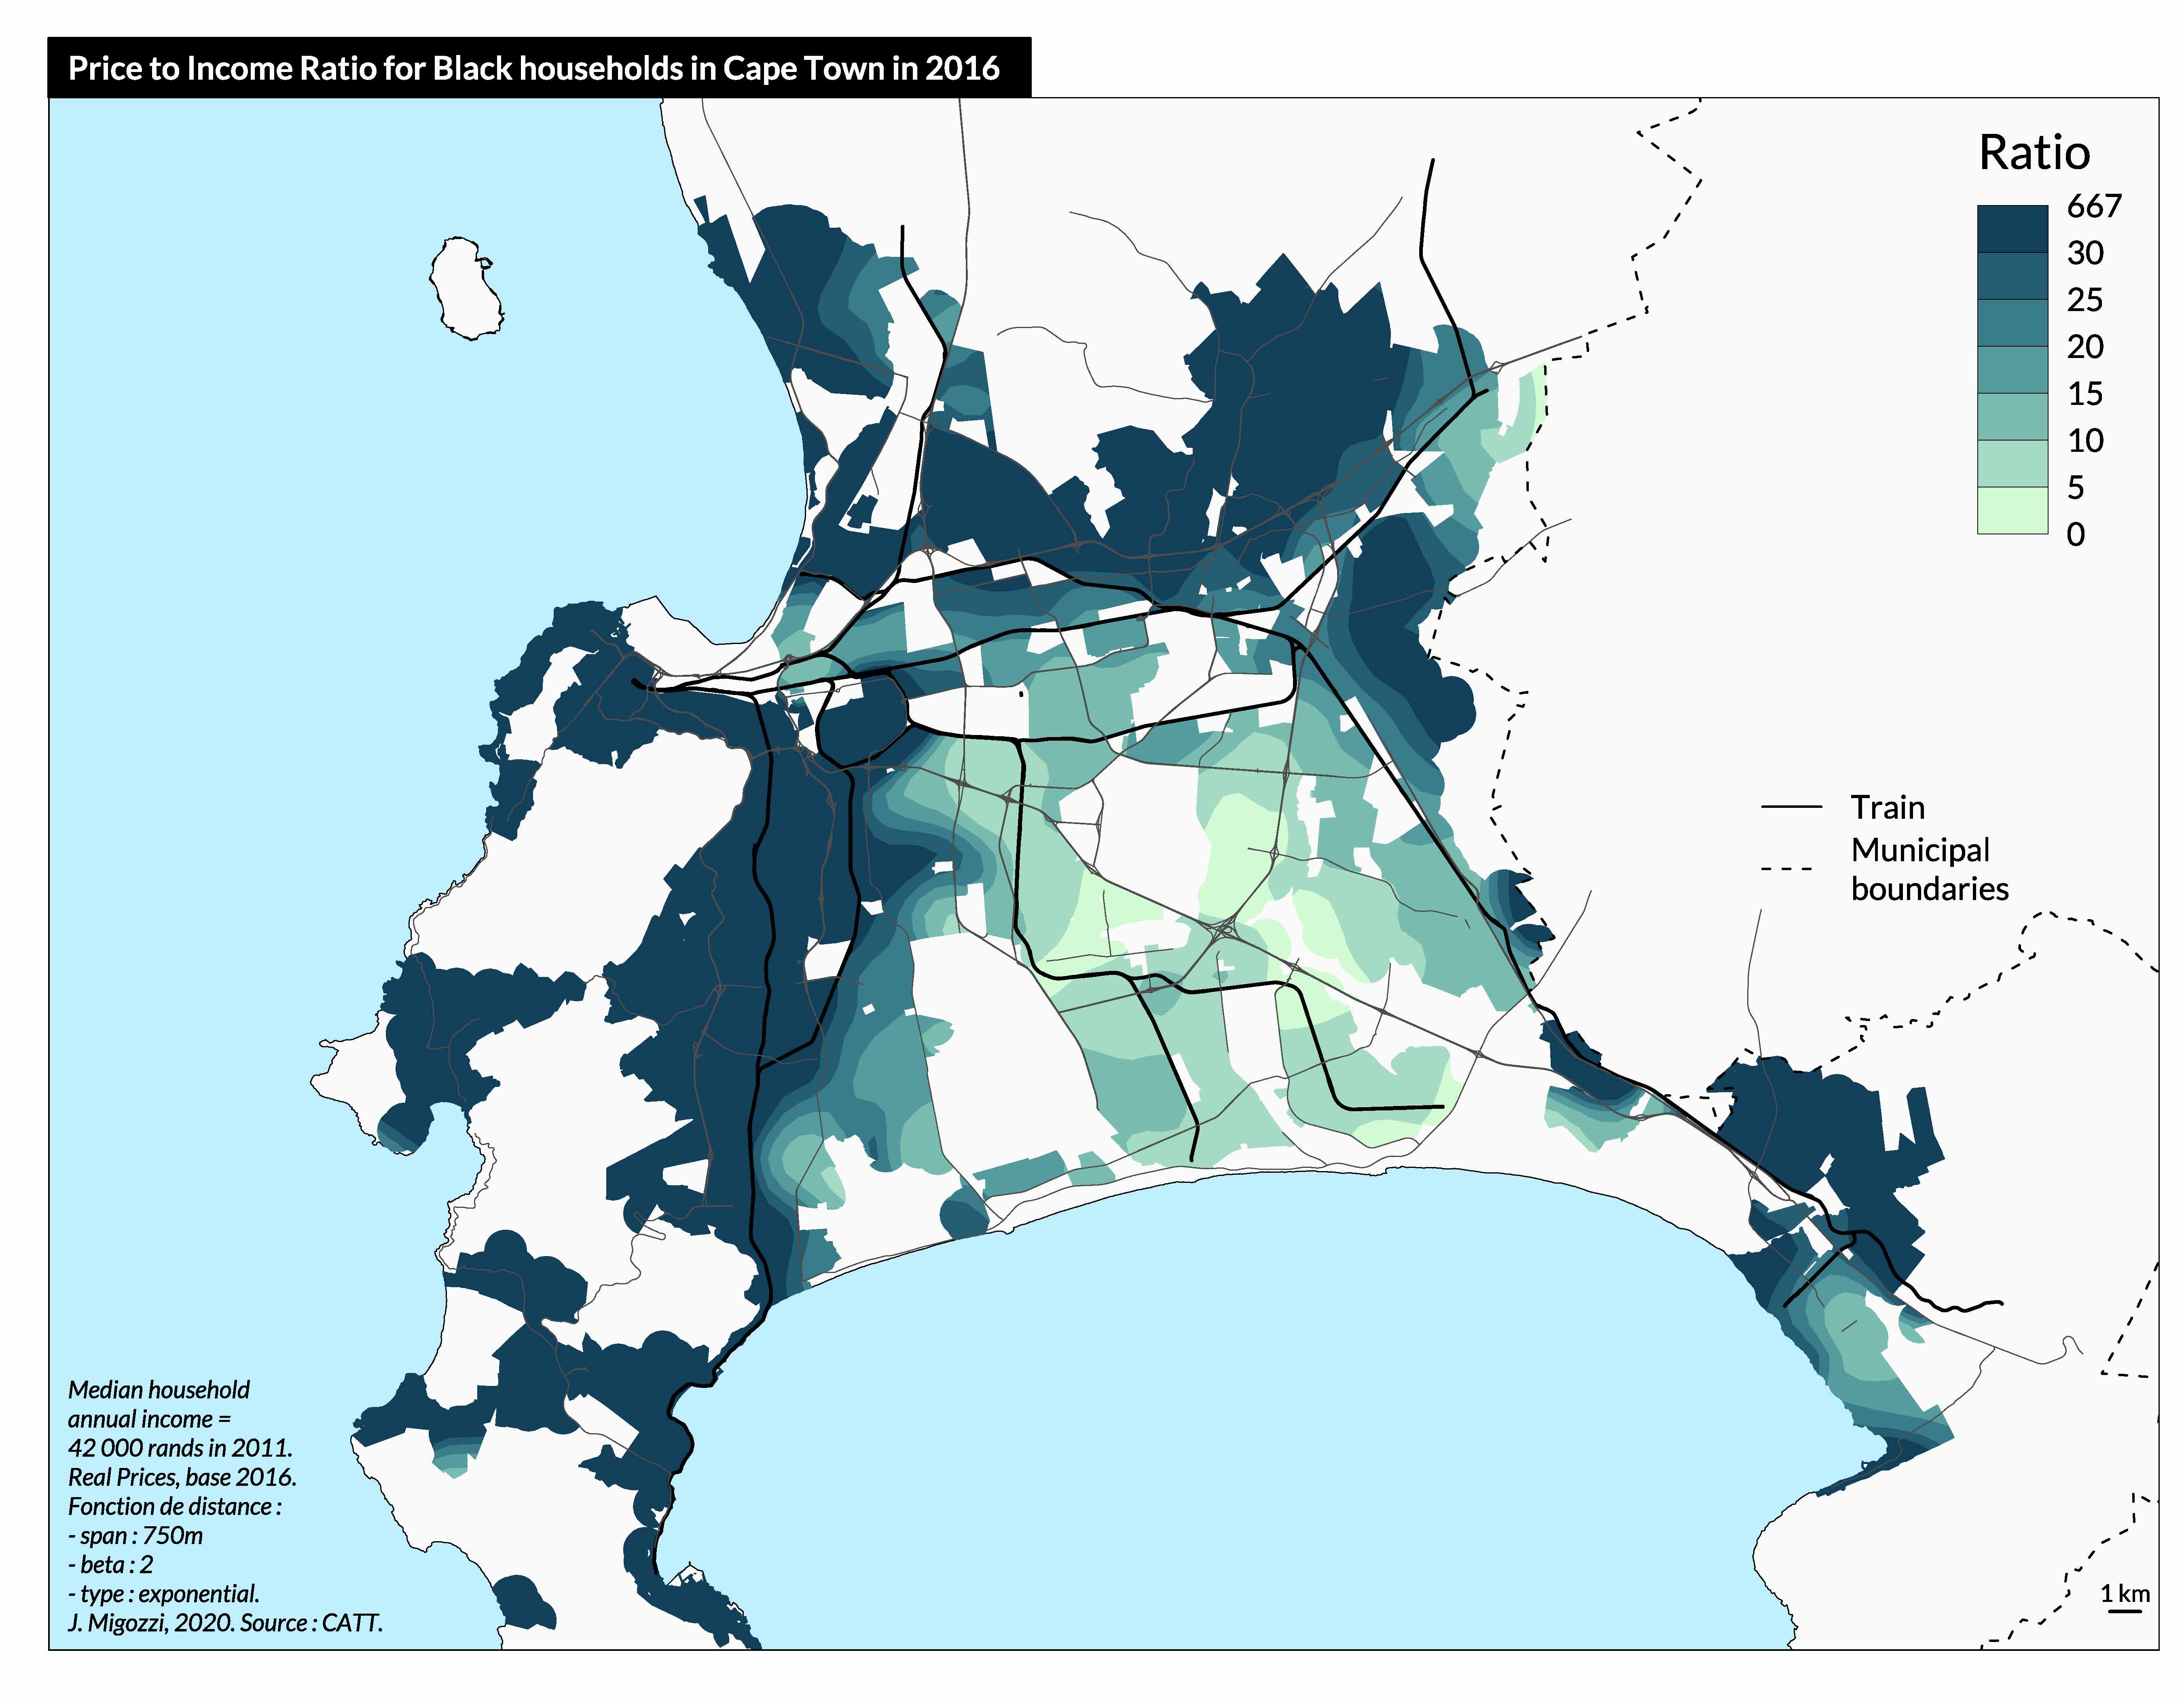 Price to Income Ratio for Black households in Cape Town in 2016
Ratio
667
30
25
20
15
10
5
0
Train
Municipal
boundaries
Median household
annual income =
42 000 rands in 2011.
Real Prices, base 2016.
Fonction de distance :
- span : 750m
- beta : 2
- type : exponential.
J. Migozzi, 2020. Source : CATT.
1 km